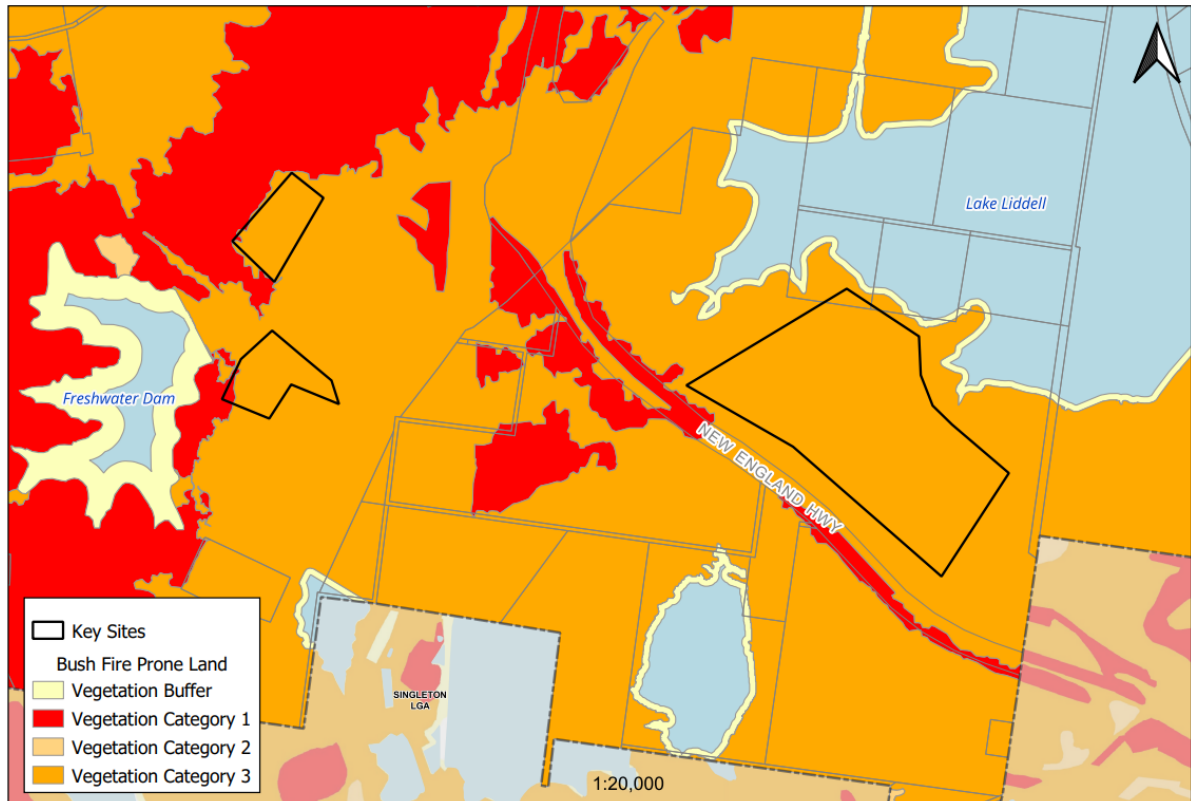 Lake Liddell
Freshwater Dam
NEW ENGLAND HWY
Key Sites
Bush Fire Prone Land
Vegetation Buffer
Vegetation Category 1
Vegetation Category 2
Vegetation Category 3
SINGLETON
LGA
1:20,000